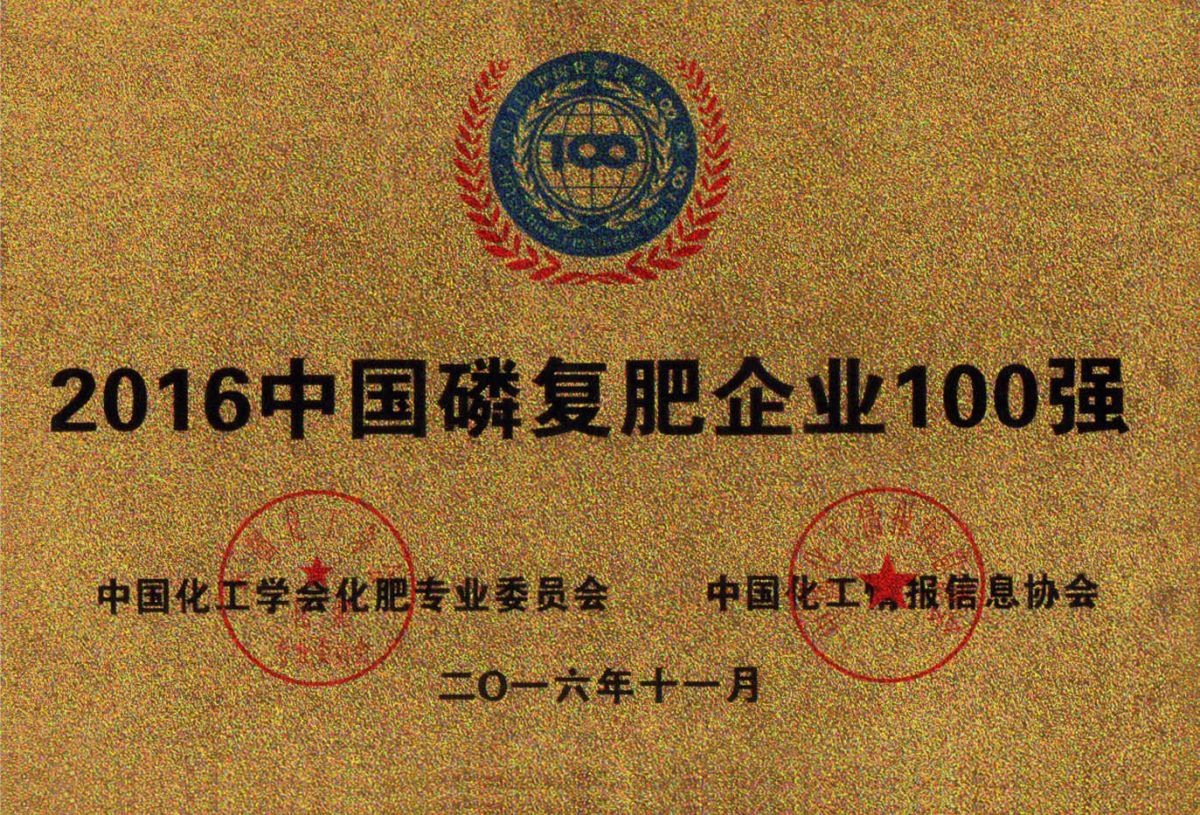 100
2016中国磷复肥企业100强
中国化工学会化肥专业委员会 中国化工情报信息协会
二〇一六年十一月